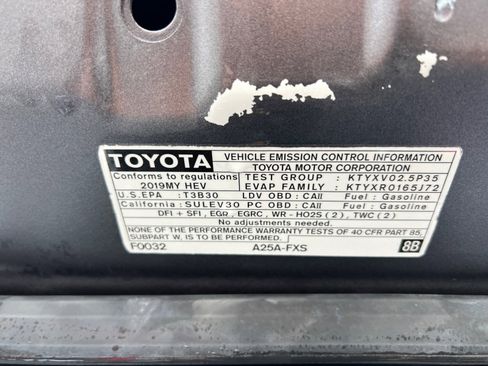 TOYOTA VEHICLE EMISSION CONTROL INFORMATION
TOYOTA MOTOR CORPORATION
Conforms to regulations TEST GROUP : KTYXV02.5P35
2019MY HEV EVAP FAMILY : KTYXR0165J72
U.S.EPA : T3B30 LDV OBD : CAⅡ Fuel : Gasoline
California: SULEV30 PC OBD : CAⅡ Fuel : Gasoline
DFI + SFI, EGR, EGRC, WR - HO2S (2), TWC (2)
No adjustments needed.
NONE OF THE PERFORMANCE WARRANTY TESTS OF 40 CFR PART 85,
SUBPART W, IS TO BE PERFORMED.
F0032 A25A-FXS 8B